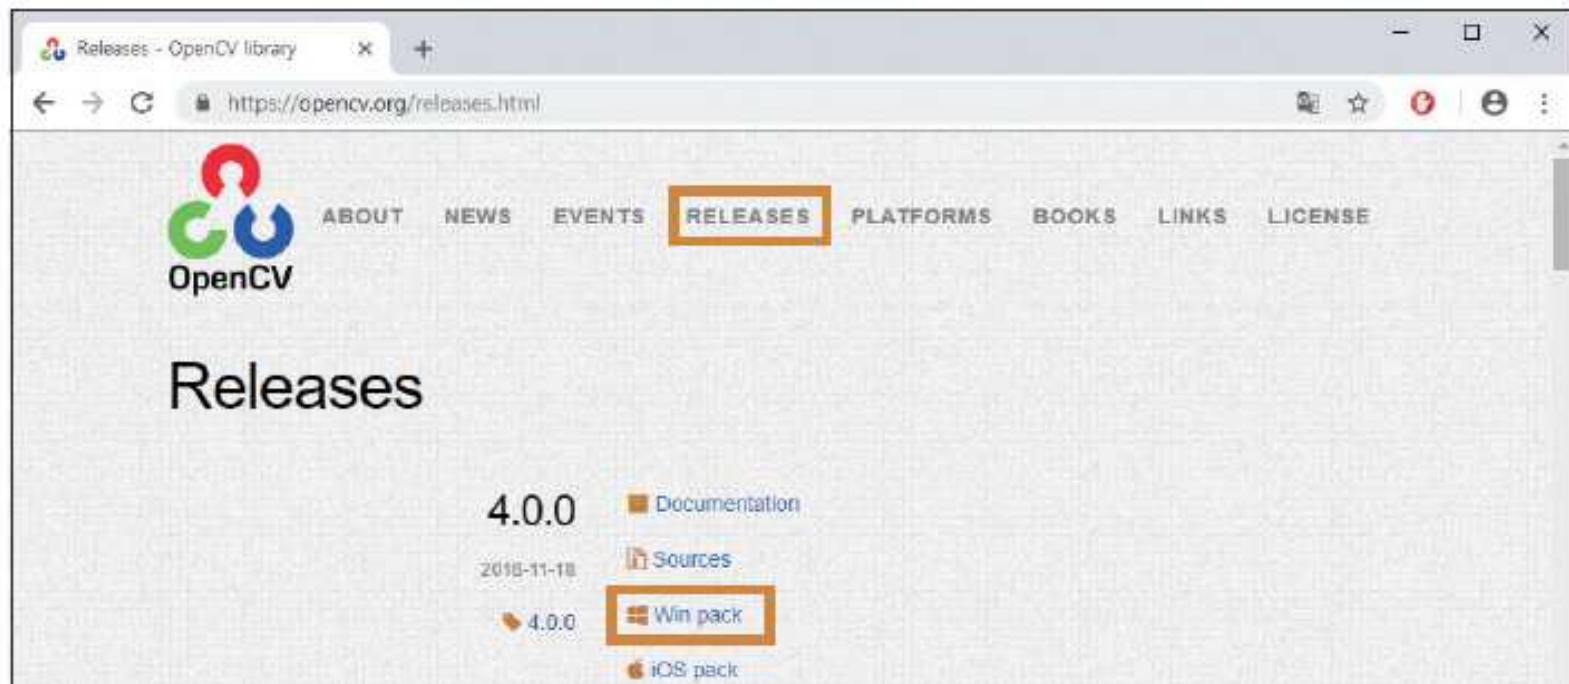 Releases - OpenCV library
https://opencv.org/releases.html
OpenCV
ABOUT NEWS EVENTS RELEASES PLATFORMS BOOKS LINKS LICENSE
Releases
4.0.0
2018-11-18
4.0.0
Documentation
Sources
Win pack
iOS pack